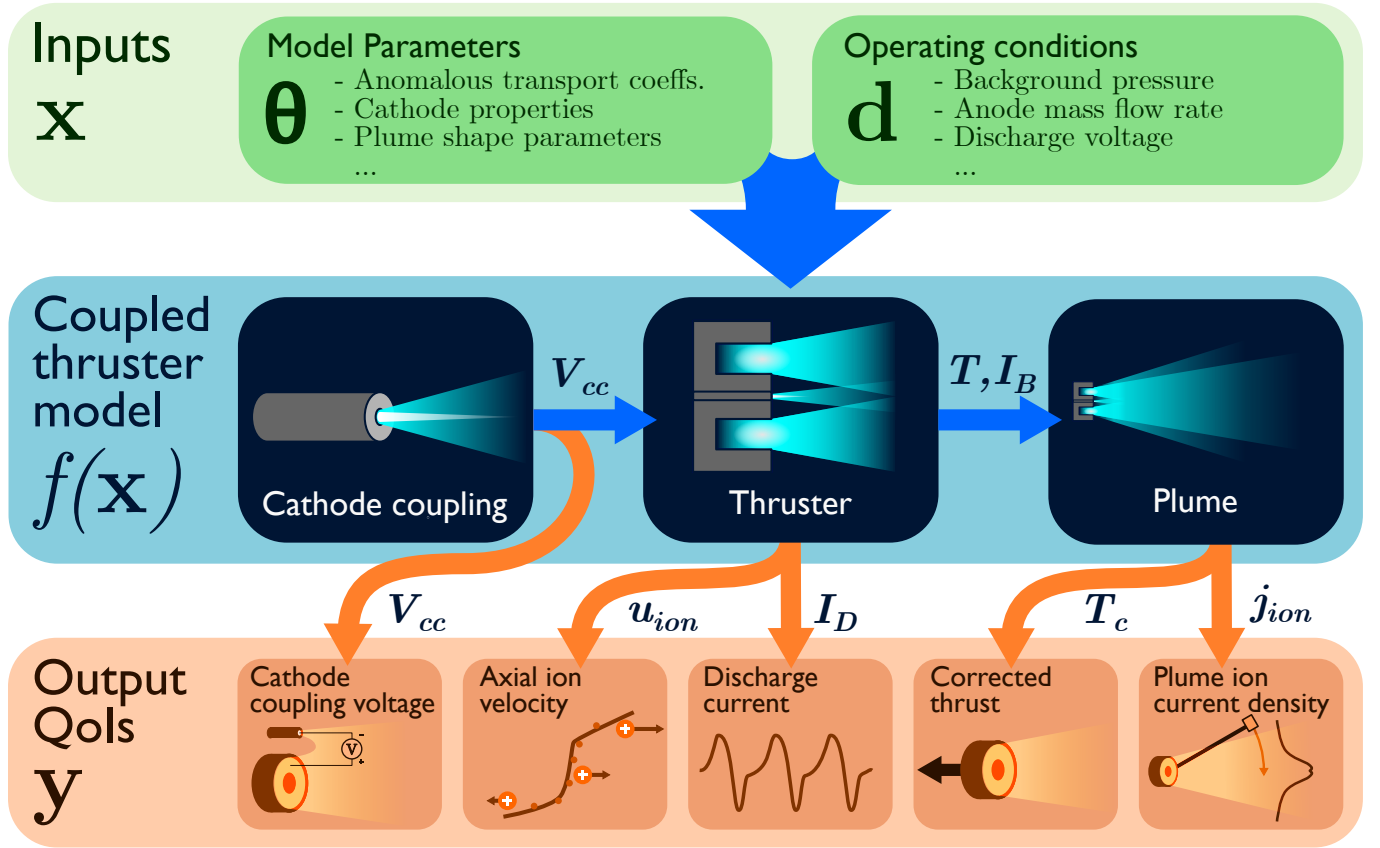 Inputs
x
Model Parameters
θ
- Anomalous transport coeffs.
- Cathode properties
- Plume shape parameters
...
Operating conditions
d
- Background pressure
- Anode mass flow rate
- Discharge voltage
...
Coupled
thruster
model
f(x)
Cathode coupling
V_cc
Thruster
T, I_B
Plume
V_cc
u_ion
I_D
T_c
j_ion
Output
QoIs
y
Cathode
coupling voltage
-
V
+
Axial ion
velocity
+
+
+
Discharge
current
Corrected
thrust
Plume ion
current density